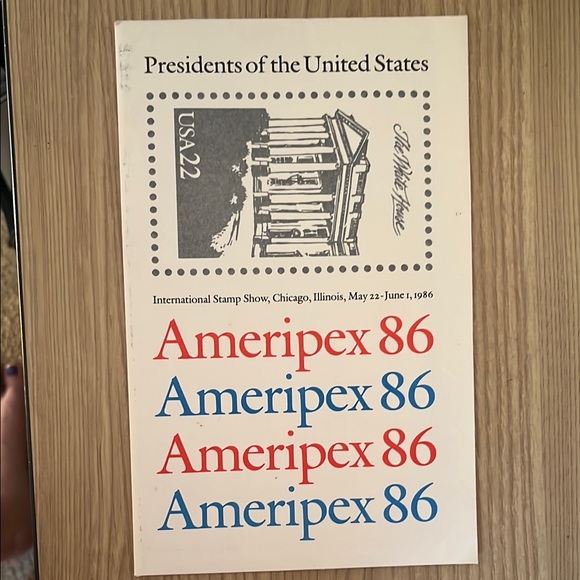 Presidents of the United States
USA22
The White House
International Stamp Show, Chicago, Illinois, May 22-June 1, 1986
Ameripex 86
Ameripex 86
Ameripex 86
Ameripex 86